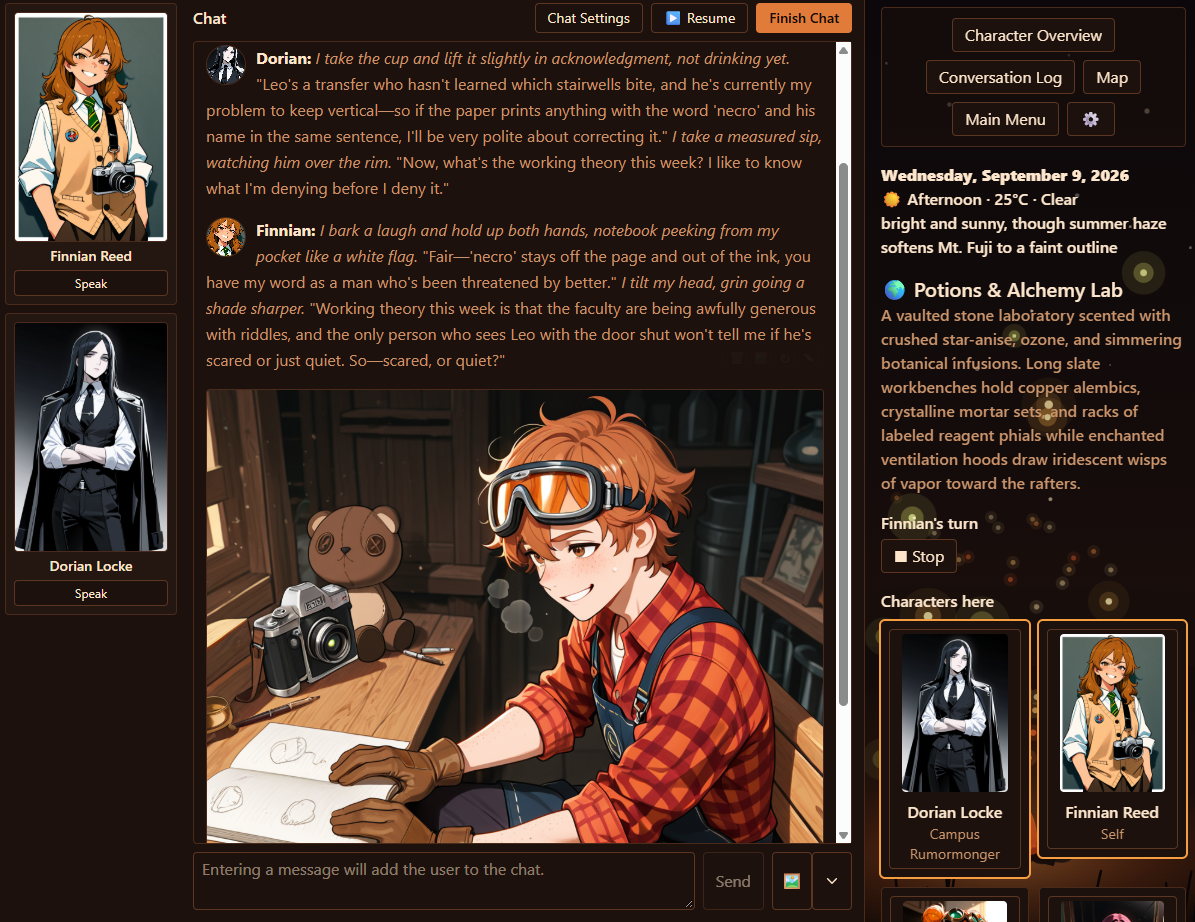 Finnian Reed
Speak
Dorian Locke
Speak
Chat
Chat Settings
Resume
Finish Chat
Dorian: I take the cup and lift it slightly in acknowledgment, not drinking yet.
"Leo's a transfer who hasn't learned which stairwells bite, and he's currently my
problem to keep vertical—so if the paper prints anything with the word 'necro' and his
name in the same sentence, I'll be very polite about correcting it." I take a measured sip,
watching him over the rim. "Now, what's the working theory this week? I like to know
what I'm denying before I deny it."
Finnian: I bark a laugh and hold up both hands, notebook peeking from my
pocket like a white flag. "Fair—'necro' stays off the page and out of the ink, you
have my word as a man who's been threatened by better." I tilt my head, grin going a
shade sharper. "Working theory this week is that the faculty are being awfully generous
with riddles, and the only person who sees Leo with the door shut won't tell me if he's
scared or just quiet. So—scared, or quiet?"
Entering a message will add the user to the chat.
Send
Character Overview
Conversation Log
Map
Main Menu
Wednesday, September 9, 2026
Afternoon · 25°C · Clear
bright and sunny, though summer haze
softens Mt. Fuji to a faint outline
Potions & Alchemy Lab
A vaulted stone laboratory scented with
crushed star-anise, ozone, and simmering
botanical infusions. Long slate
workbenches hold copper alembics,
crystalline mortar sets, and racks of
labeled reagent phials while enchanted
ventilation hoods draw iridescent wisps
of vapor toward the rafters.
Finnian's turn
Stop
Characters here
Dorian Locke
Campus
Rumormonger
Finnian Reed
Self